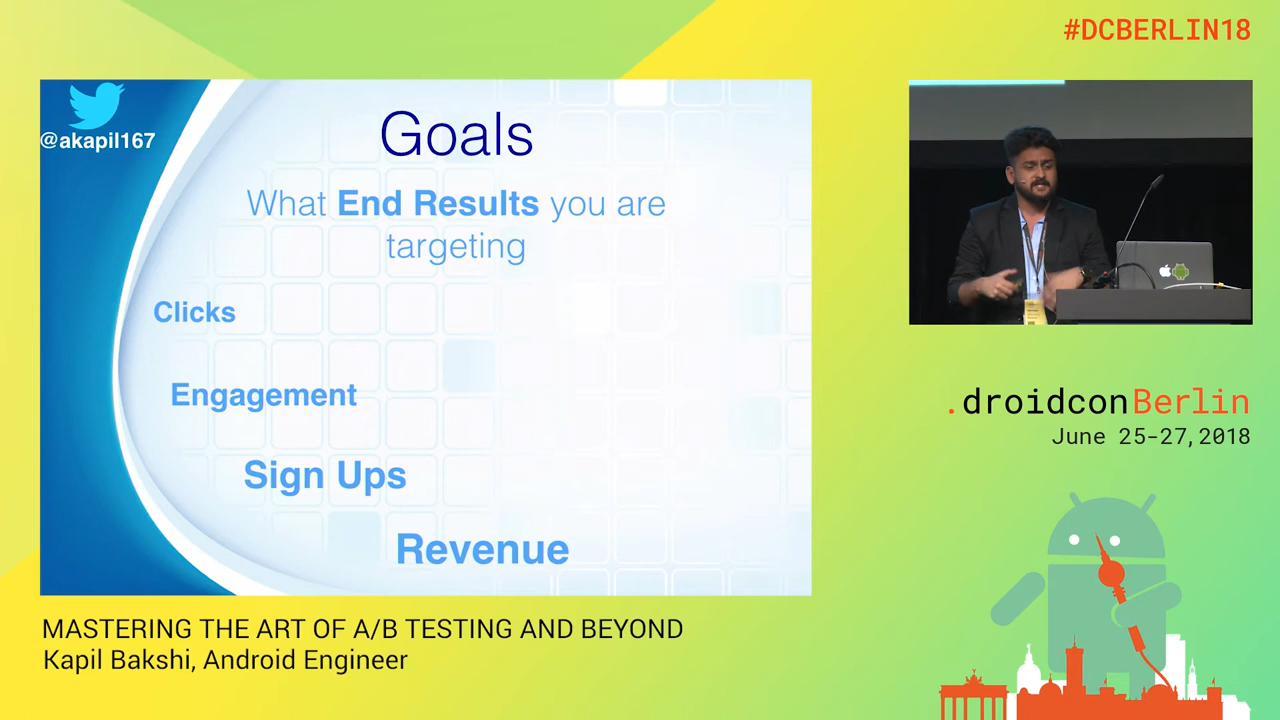 #DCBERLIN18
@akapil167
Goals
What End Results you are
targeting
Clicks
Engagement
Sign Ups
Revenue
.droidconBerlin
June 25-27, 2018
MASTERING THE ART OF A/B TESTING AND BEYOND
Kapil Bakshi, Android Engineer